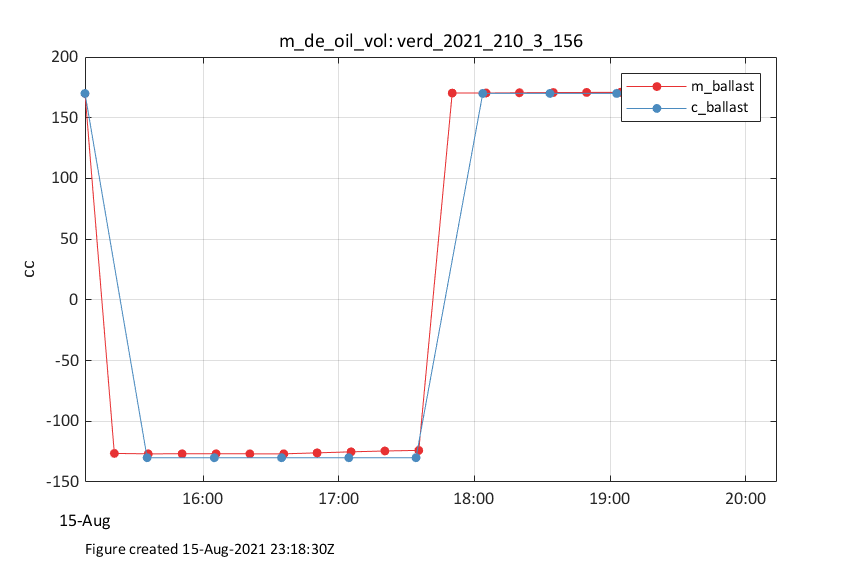 m_de_oil_vol: verd_2021_210_3_156
200
150
100
50
0
-50
-100
-150
cc
m_ballast
c_ballast
16:00
17:00
18:00
19:00
20:00
15-Aug
Figure created 15-Aug-2021 23:18:30Z